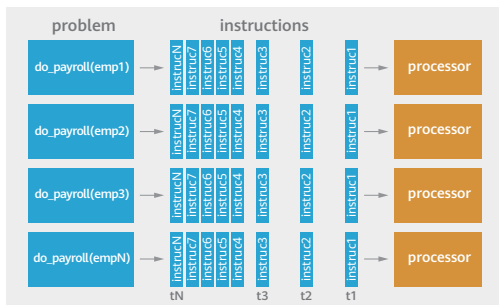 problem instructions
do_payroll(emp1) instrucN instruc7 instruc6 instruc5 instruc4 instruc3 instruc2 instruc1 processor
do_payroll(emp2) instrucN instruc7 instruc6 instruc5 instruc4 instruc3 instruc2 instruc1 processor
do_payroll(emp3) instrucN instruc7 instruc6 instruc5 instruc4 instruc3 instruc2 instruc1 processor
do_payroll(empN) instrucN instruc7 instruc6 instruc5 instruc4 instruc3 instruc2 instruc1 processor
tN t3 t2 t1